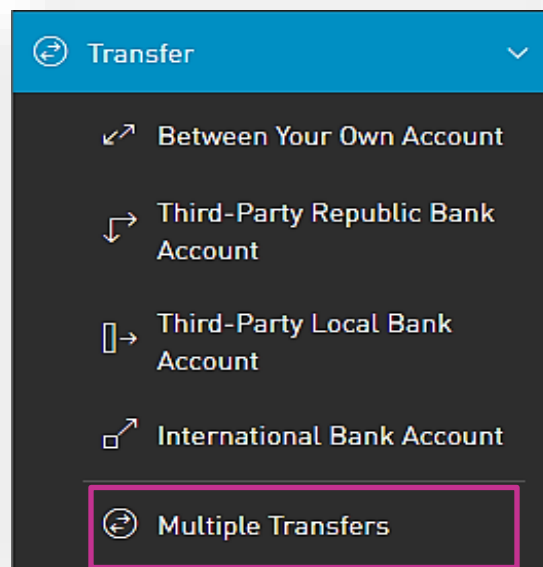 Transfer
Between Your Own Account
Third-Party Republic Bank
Account
Third-Party Local Bank
Account
International Bank Account
Multiple Transfers